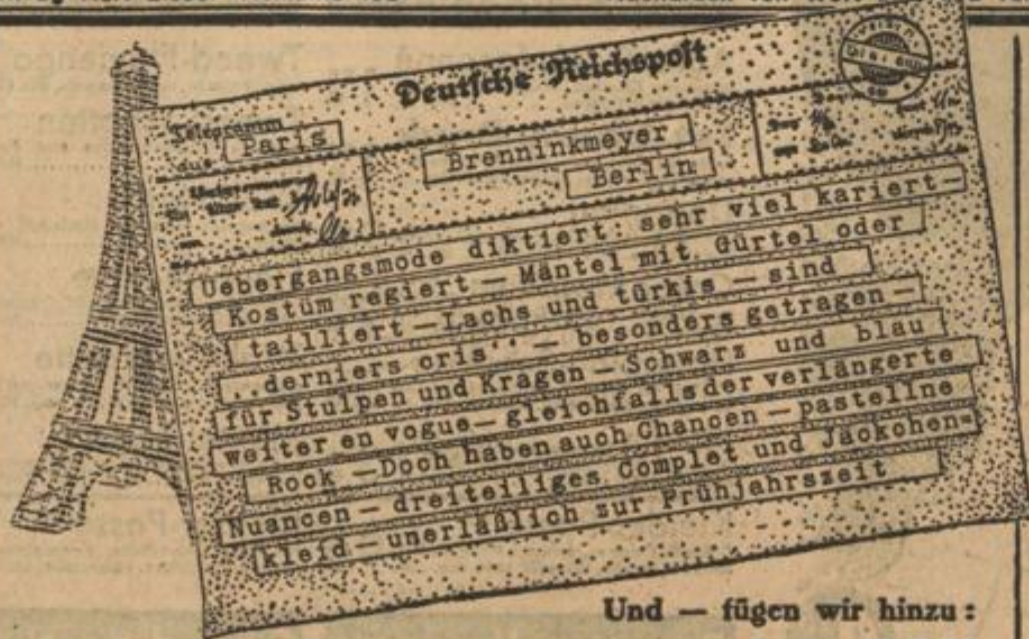 Deutsche Reichspost
Telegramm
aus Paris
Brenninkmeyer
Berlin
Uebergangsmode diktiert: sehr viel kariert—
Kostüm regiert — Mäntel mit Gürtel oder
tailliert — Lachs und türkis — sind
,,derniers cris'' — besonders getragen —
für Stulpen und Kragen — Schwarz und blau
weiter en vogue — gleichfalls der verlängerte
Rock — Doch haben auch Chancen — pastellne
Nuancen — dreiteiliges Complet und Jäckchen-
kleid — unerläßlich zur Frühjahrszeit
Und — fügen wir hinzu: